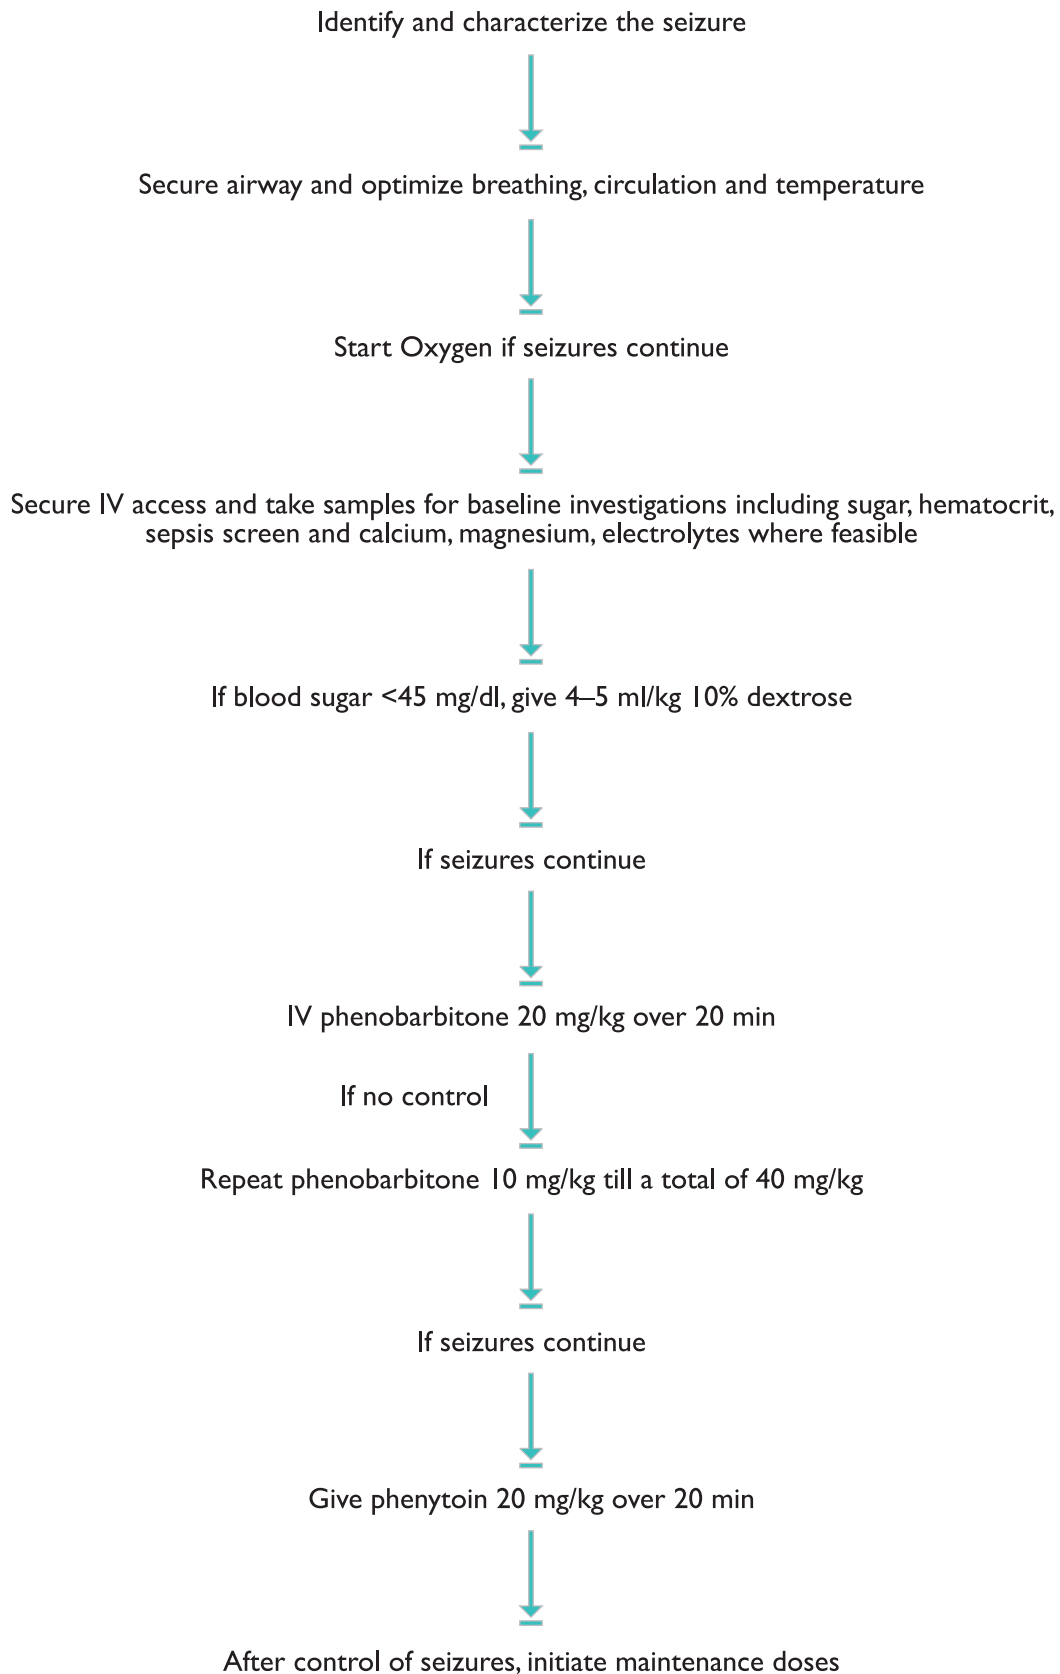 Identify and characterize the seizure
Secure airway and optimize breathing, circulation and temperature
Start Oxygen if seizures continue
Secure IV access and take samples for baseline investigations including sugar, hematocrit,
sepsis screen and calcium, magnesium, electrolytes where feasible
If blood sugar <45 mg/dl, give 4–5 ml/kg 10% dextrose
If seizures continue
IV phenobarbitone 20 mg/kg over 20 min
If no control
Repeat phenobarbitone 10 mg/kg till a total of 40 mg/kg
If seizures continue
Give phenytoin 20 mg/kg over 20 min
After control of seizures, initiate maintenance doses